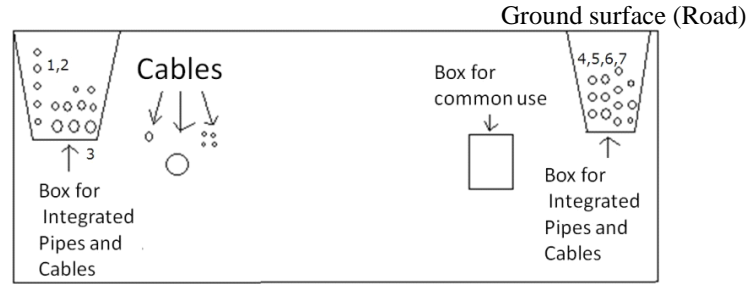 Ground surface (Road)
1,2
Cables
4,5,6,7
Box for
common use
3
Box for
Integrated
Pipes and
Cables
Box for
Integrated
Pipes and
Cables